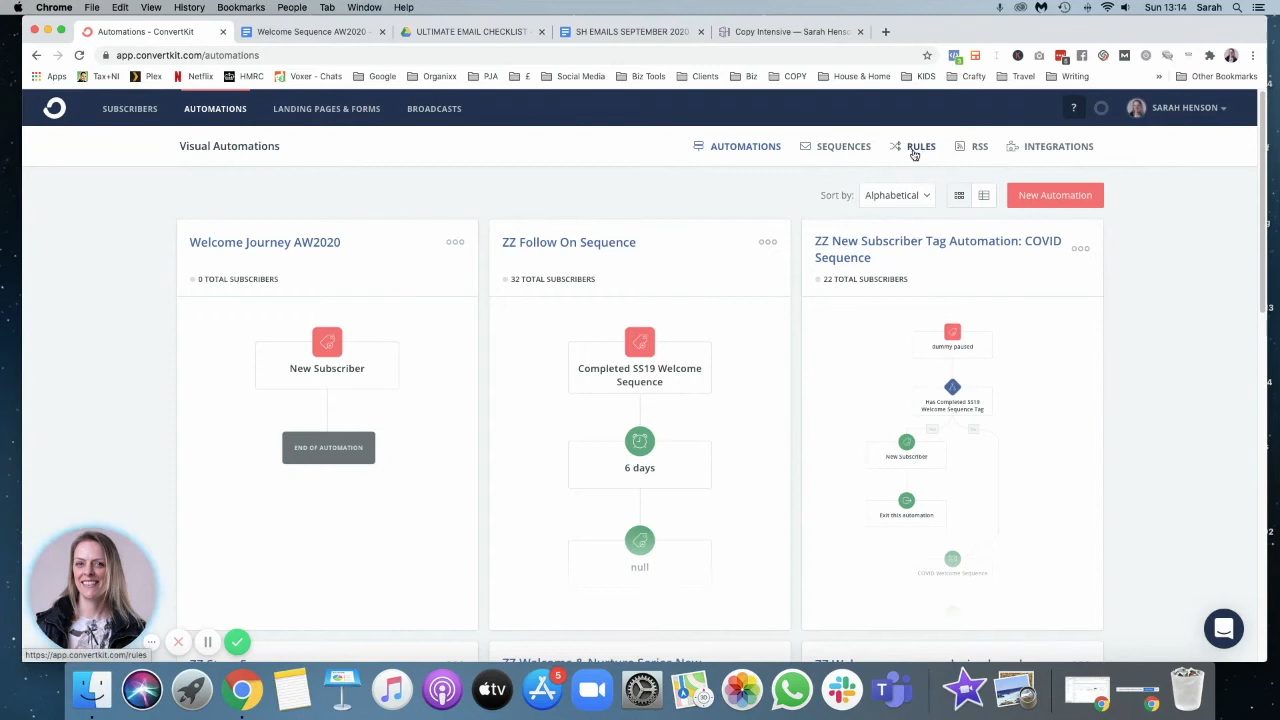 Chrome File Edit View History Bookmarks People Tab Window Help
13:14 Sarah
Automations - ConvertKit
Welcome Sequence AW2020 -
ULTIMATE EMAIL CHECKLIST -
SH EMAILS SEPTEMBER 2020
Copy Intensive — Sarah Henso
app.convertkit.com/automations
Apps Tax+NI Plex Netflix HMRC Voxer - Chats Google PJA £ Social Media Biz Tools Clients Biz COPY House & Home KIDS Crafty Travel Writing » Other Bookmarks
SUBSCRIBERS AUTOMATIONS LANDING PAGES & FORMS BROADCASTS ? SARAH HENSON
Visual Automations AUTOMATIONS SEQUENCES RULES RSS INTEGRATIONS
Sort by: Alphabetical New Automation
Welcome Journey AW2020
0 TOTAL SUBSCRIBERS
New Subscriber
END OF AUTOMATION
ZZ Follow On Sequence
32 TOTAL SUBSCRIBERS
Completed SS19 Welcome
Sequence
6 days
null
ZZ New Subscriber Tag Automation: COVID
Sequence
22 TOTAL SUBSCRIBERS
dummy paused
Has Completed SS19
Welcome Sequence Tag
New Subscriber
Exit this automation
COVID Welcome Sequence
https://app.convertkit.com/rules
5